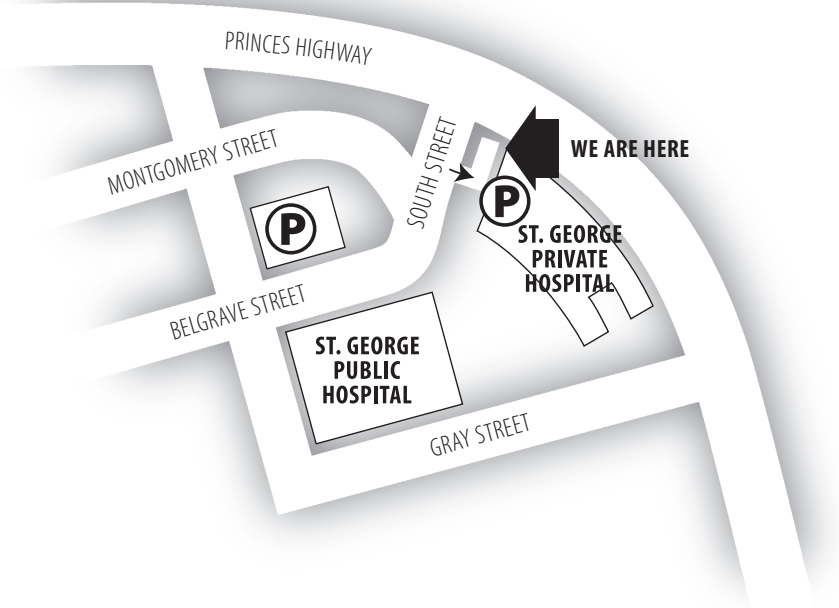 PRINCES HIGHWAY
MONTGOMERY STREET
SOUTH STREET
WE ARE HERE
P
P
ST. GEORGE
PRIVATE
HOSPITAL
BELGRAVE STREET
ST. GEORGE
PUBLIC
HOSPITAL
GRAY STREET